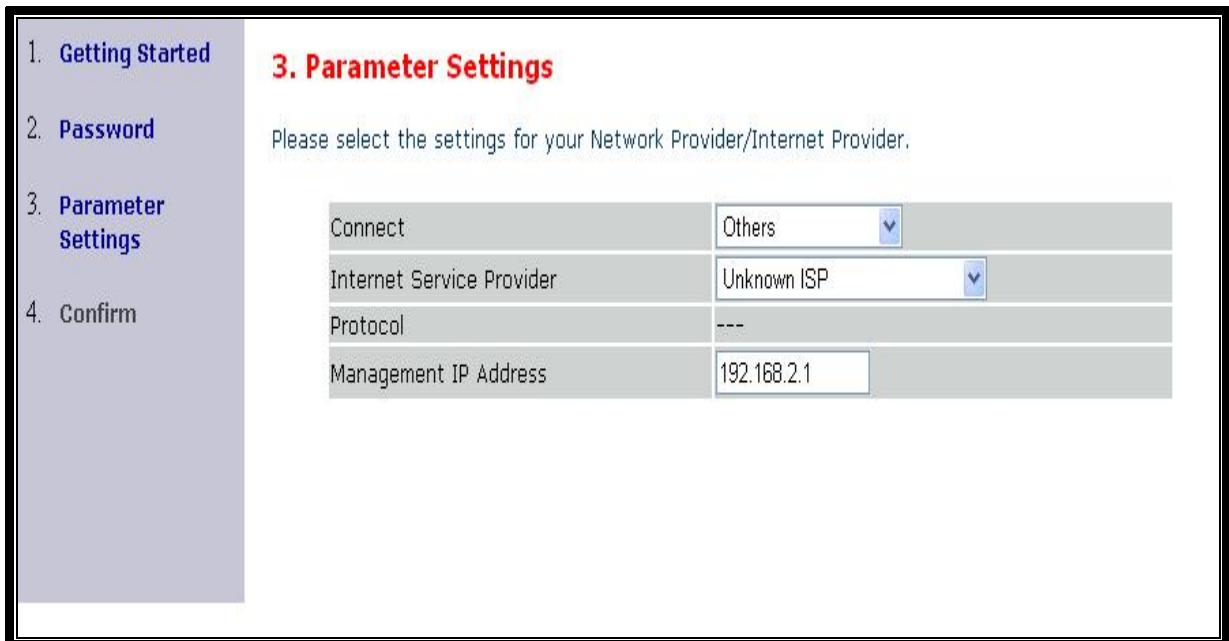 1. Getting Started
2. Password
3. Parameter
Settings
4. Confirm
3. Parameter Settings
Please select the settings for your Network Provider/Internet Provider.
Connect Others
Internet Service Provider Unknown ISP
Protocol ---
Management IP Address 192.168.2.1